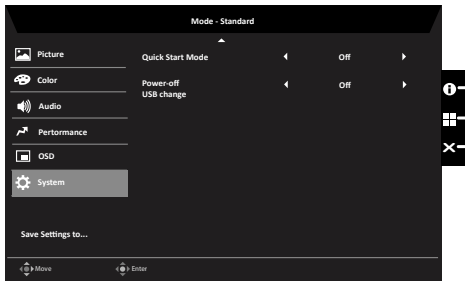 Mode - Standard
Picture
Quick Start Mode
Off
Color
Power-off
USB change
Off
Audio
Pertormance
OSD
System
Save Settings to...
Move
Enter